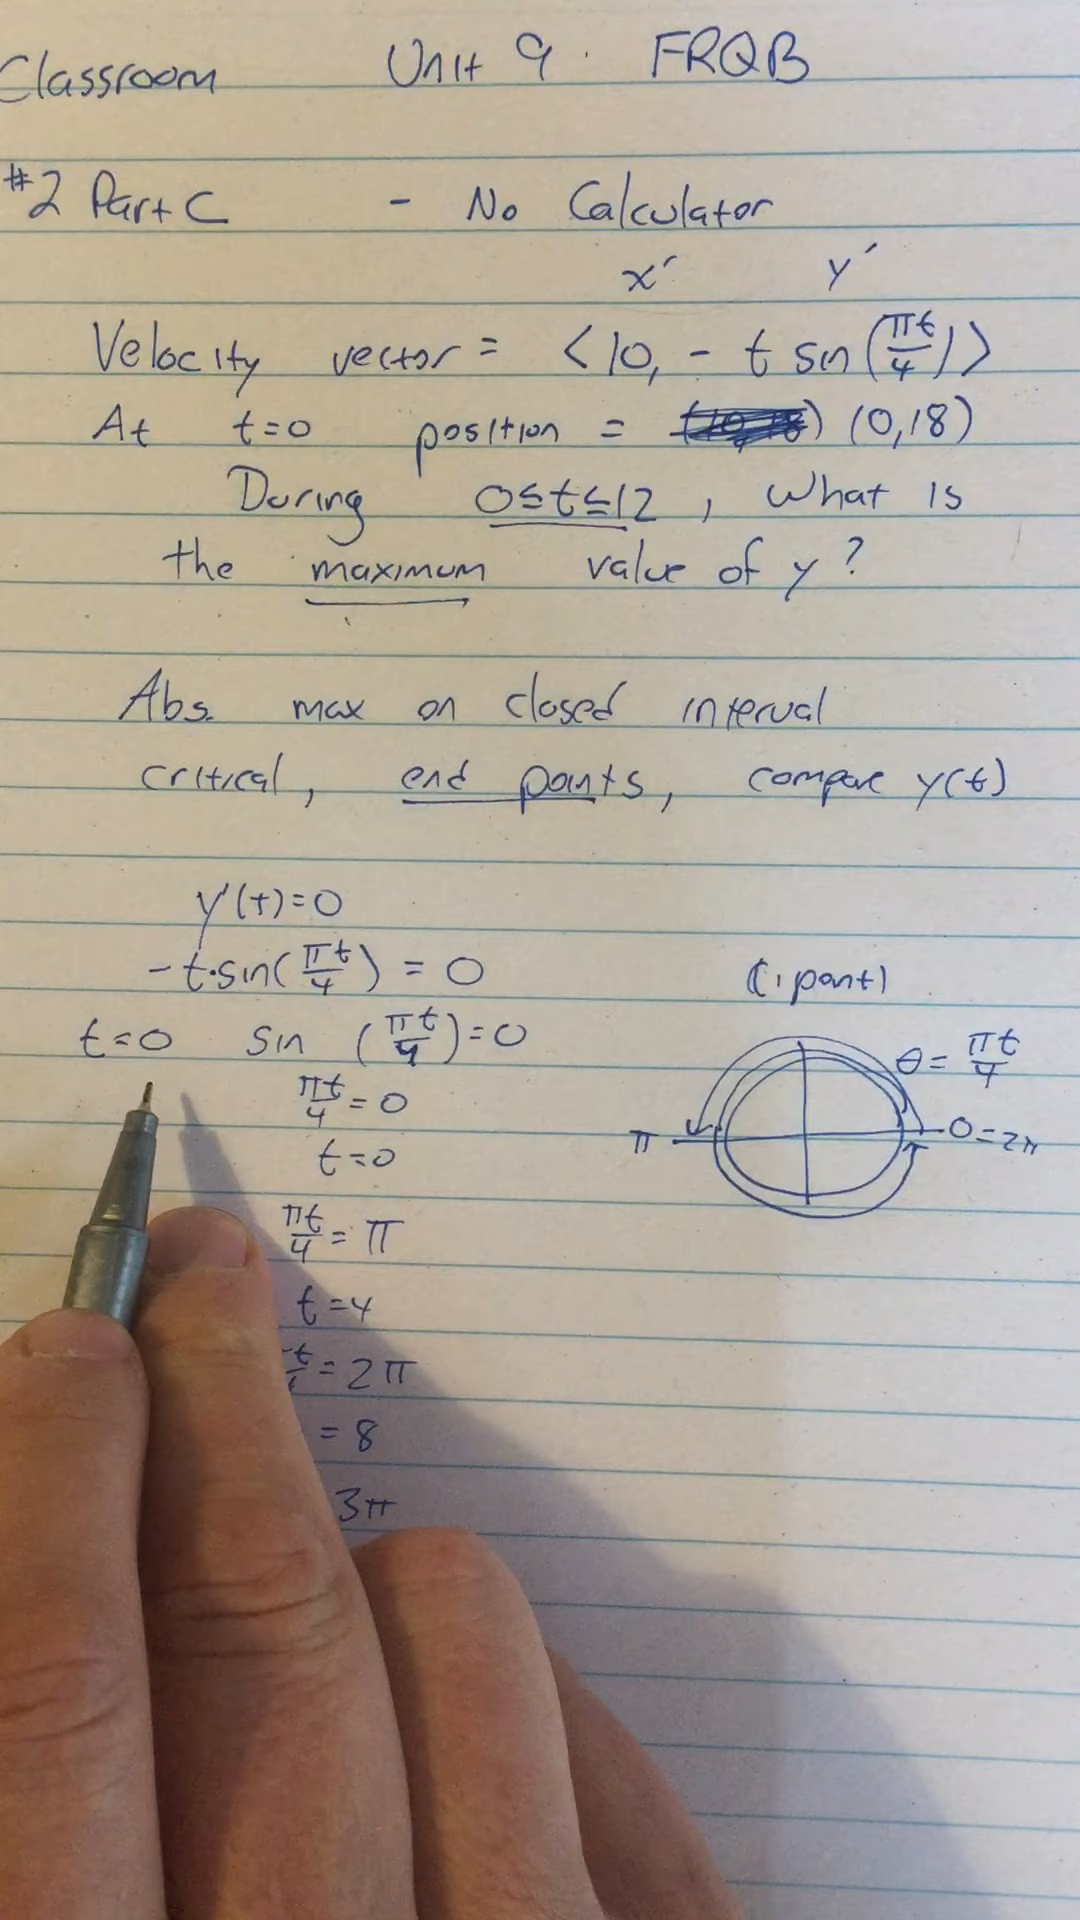 Classroom Unit 9. FRQB
#2 Part C - No Calculator
x′ y′
Velocity vector = <10, - t sin(πt/4)>
At t=0 position = (0,18)
During 0≤t≤12, what is
the maximum value of y?
Abs. max on closed interval
critical, end points, compare y(t)
y′(t)=0
-t·sin(πt/4) = 0
(1 point)
t=0 sin (πt/4)=0
θ = πt/4
πt/4 = 0
π 0=2π
t=0
πt/4 = π
t=4
t = 2π
= 8
3π